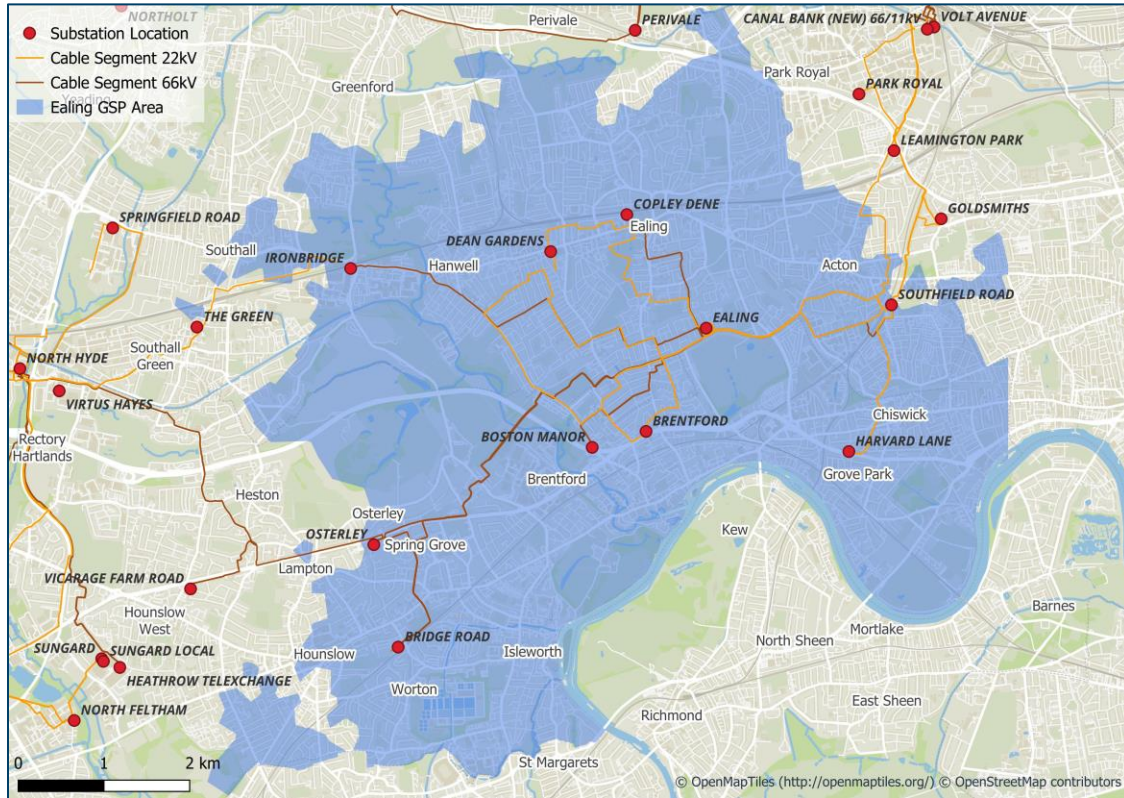 NORTHOLT
Perivale
PERIVALE
CANAL BANK (NEW) 66/11kV
VOLT AVENUE
Substation Location
Cable Segment 22kV
Cable Segment 66kV
Ealing GSP Area
Yeading
Greenford
Park Royal
PARK ROYAL
LEAMINGTON PARK
SPRINGFIELD ROAD
COPLEY DENE
GOLDSMITHS
Southall
DEAN GARDENS
Ealing
IRONBRIDGE
Hanwell
Acton
SOUTHFIELD ROAD
THE GREEN
EALING
Southall
Green
NORTH HYDE
VIRTUS HAYES
Chiswick
Rectory
/Hartlands
BRENTFORD
BOSTON MANOR
HARVARD LANE
Brentford
Grove Park
Heston
Osterley
OSTERLEY
Spring Grove
Kew
Lampton
VICARAGE FARM ROAD
Hounslow
West
Barnes
Mortlake
North Sheen
SUNGARD
SUNGARD LOCAL
Hounslow
BRIDGE ROAD
Isleworth
HEATHROW TELEXCHANGE
Worton
East Sheen
NORTH FELTHAM
Richmond
St Margarets
0 1 2 km
© OpenMapTiles (http://openmaptiles.org/) © OpenStreetMap contributors